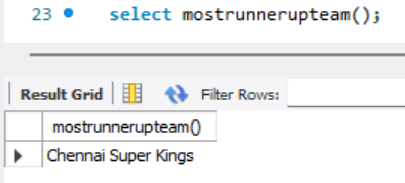 23 select mostrunnerupteam();
Result Grid Filter Rows:
mostrunnerupteam()
Chennai Super Kings